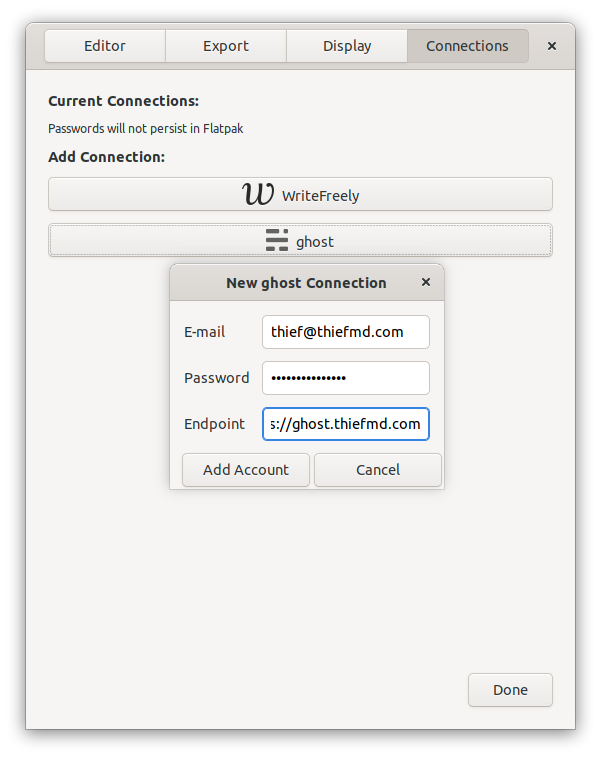 Editor Export Display Connections ×
Current Connections:
Passwords will not persist in Flatpak
Add Connection:
W WriteFreely
ghost
New ghost Connection ×
E-mail thief@thiefmd.com
Password •••••••••••••••
Endpoint s://ghost.thiefmd.com
Add Account Cancel
Done